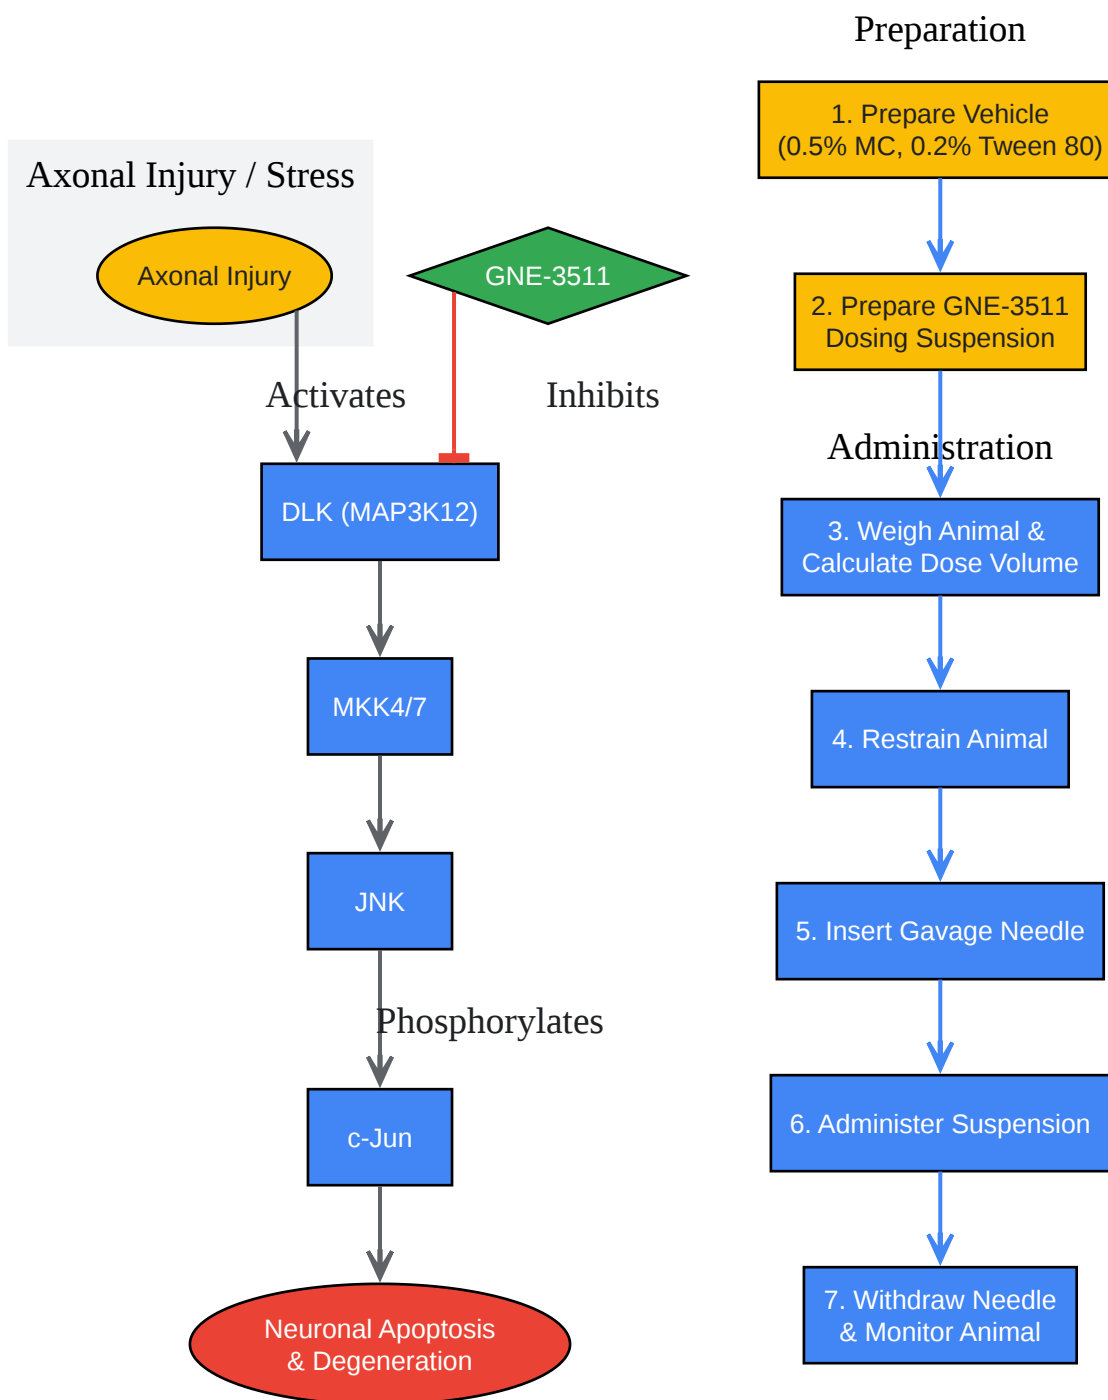 Axonal Injury / Stress
Axonal Injury
GNE-3511
Activates
Inhibits
DLK (MAP3K12)
MKK4/7
JNK
Phosphorylates
c-Jun
Neuronal Apoptosis
& Degeneration
Preparation
1. Prepare Vehicle
(0.5% MC, 0.2% Tween 80)
2. Prepare GNE-3511
Dosing Suspension
Administration
3. Weigh Animal &
Calculate Dose Volume
4. Restrain Animal
5. Insert Gavage Needle
6. Administer Suspension
7. Withdraw Needle
& Monitor Animal